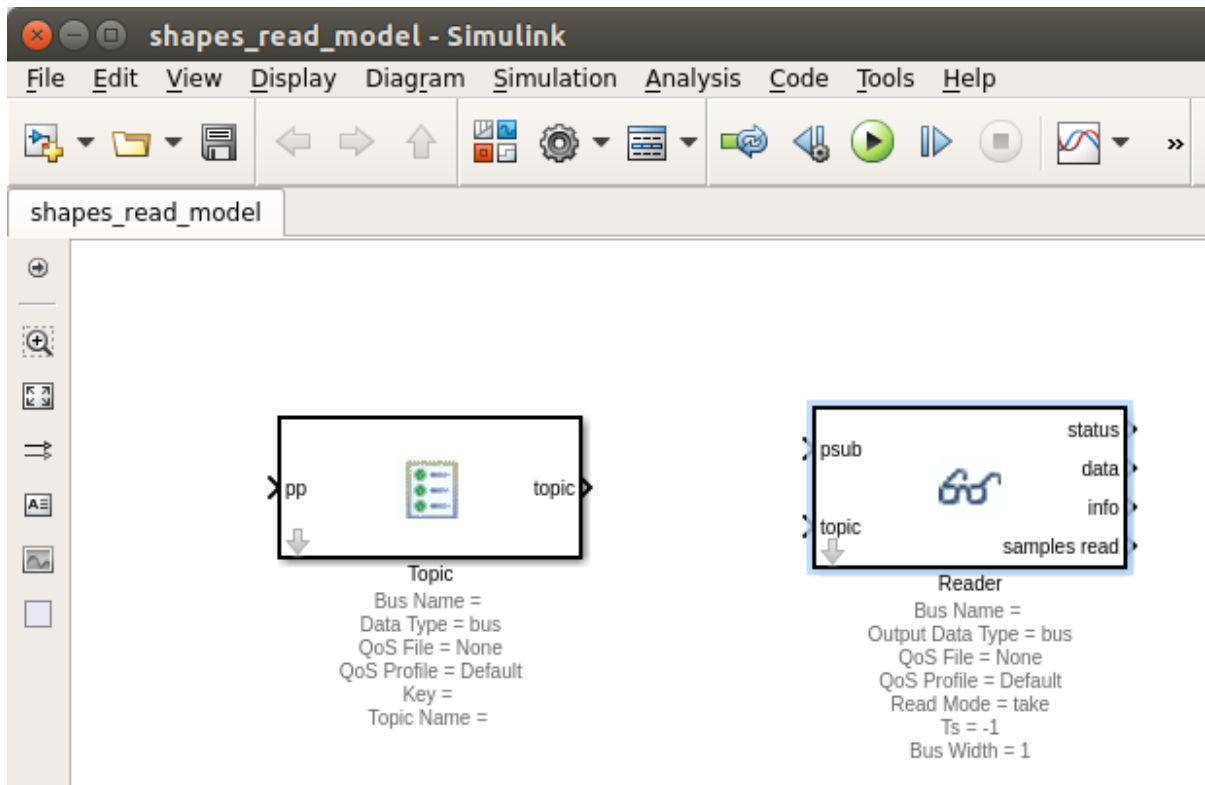 shapes_read_model - Simulink
File Edit View Display Diagram Simulation Analysis Code Tools Help
»
shapes_read_model
A
pp
topic
Topic
Bus Name =
Data Type = bus
QoS File = None
QoS Profile = Default
Key =
Topic Name =
psub
topic
status
data
info
samples read
Reader
Bus Name =
Output Data Type = bus
QoS File = None
QoS Profile = Default
Read Mode = take
Ts = -1
Bus Width = 1